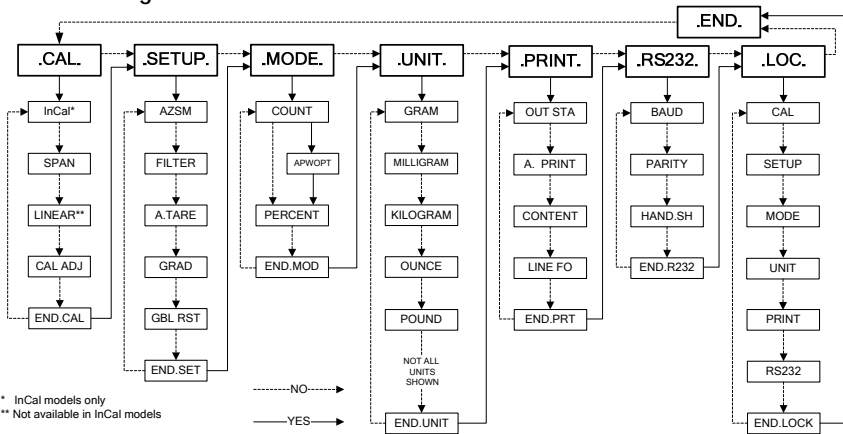 .END.
.CAL.
.SETUP.
.MODE.
.UNIT.
.PRINT.
.RS232.
.LOC.
InCal*
SPAN
LINEAR**
CAL ADJ
END.CAL
AZSM
FILTER
A.TARE
GRAD
GBL RST
END.SET
COUNT
APWOPT
PERCENT
END.MOD
GRAM
MILLIGRAM
KILOGRAM
OUNCE
POUND
NOT ALL
UNITS
SHOWN
END.UNIT
OUT STA
A. PRINT
CONTENT
LINE FO
END.PRT
BAUD
PARITY
HAND.SH
END.R232
CAL
SETUP
MODE
UNIT
PRINT
RS232
END.LOCK
NO
YES
* InCal models only
** Not available in InCal models